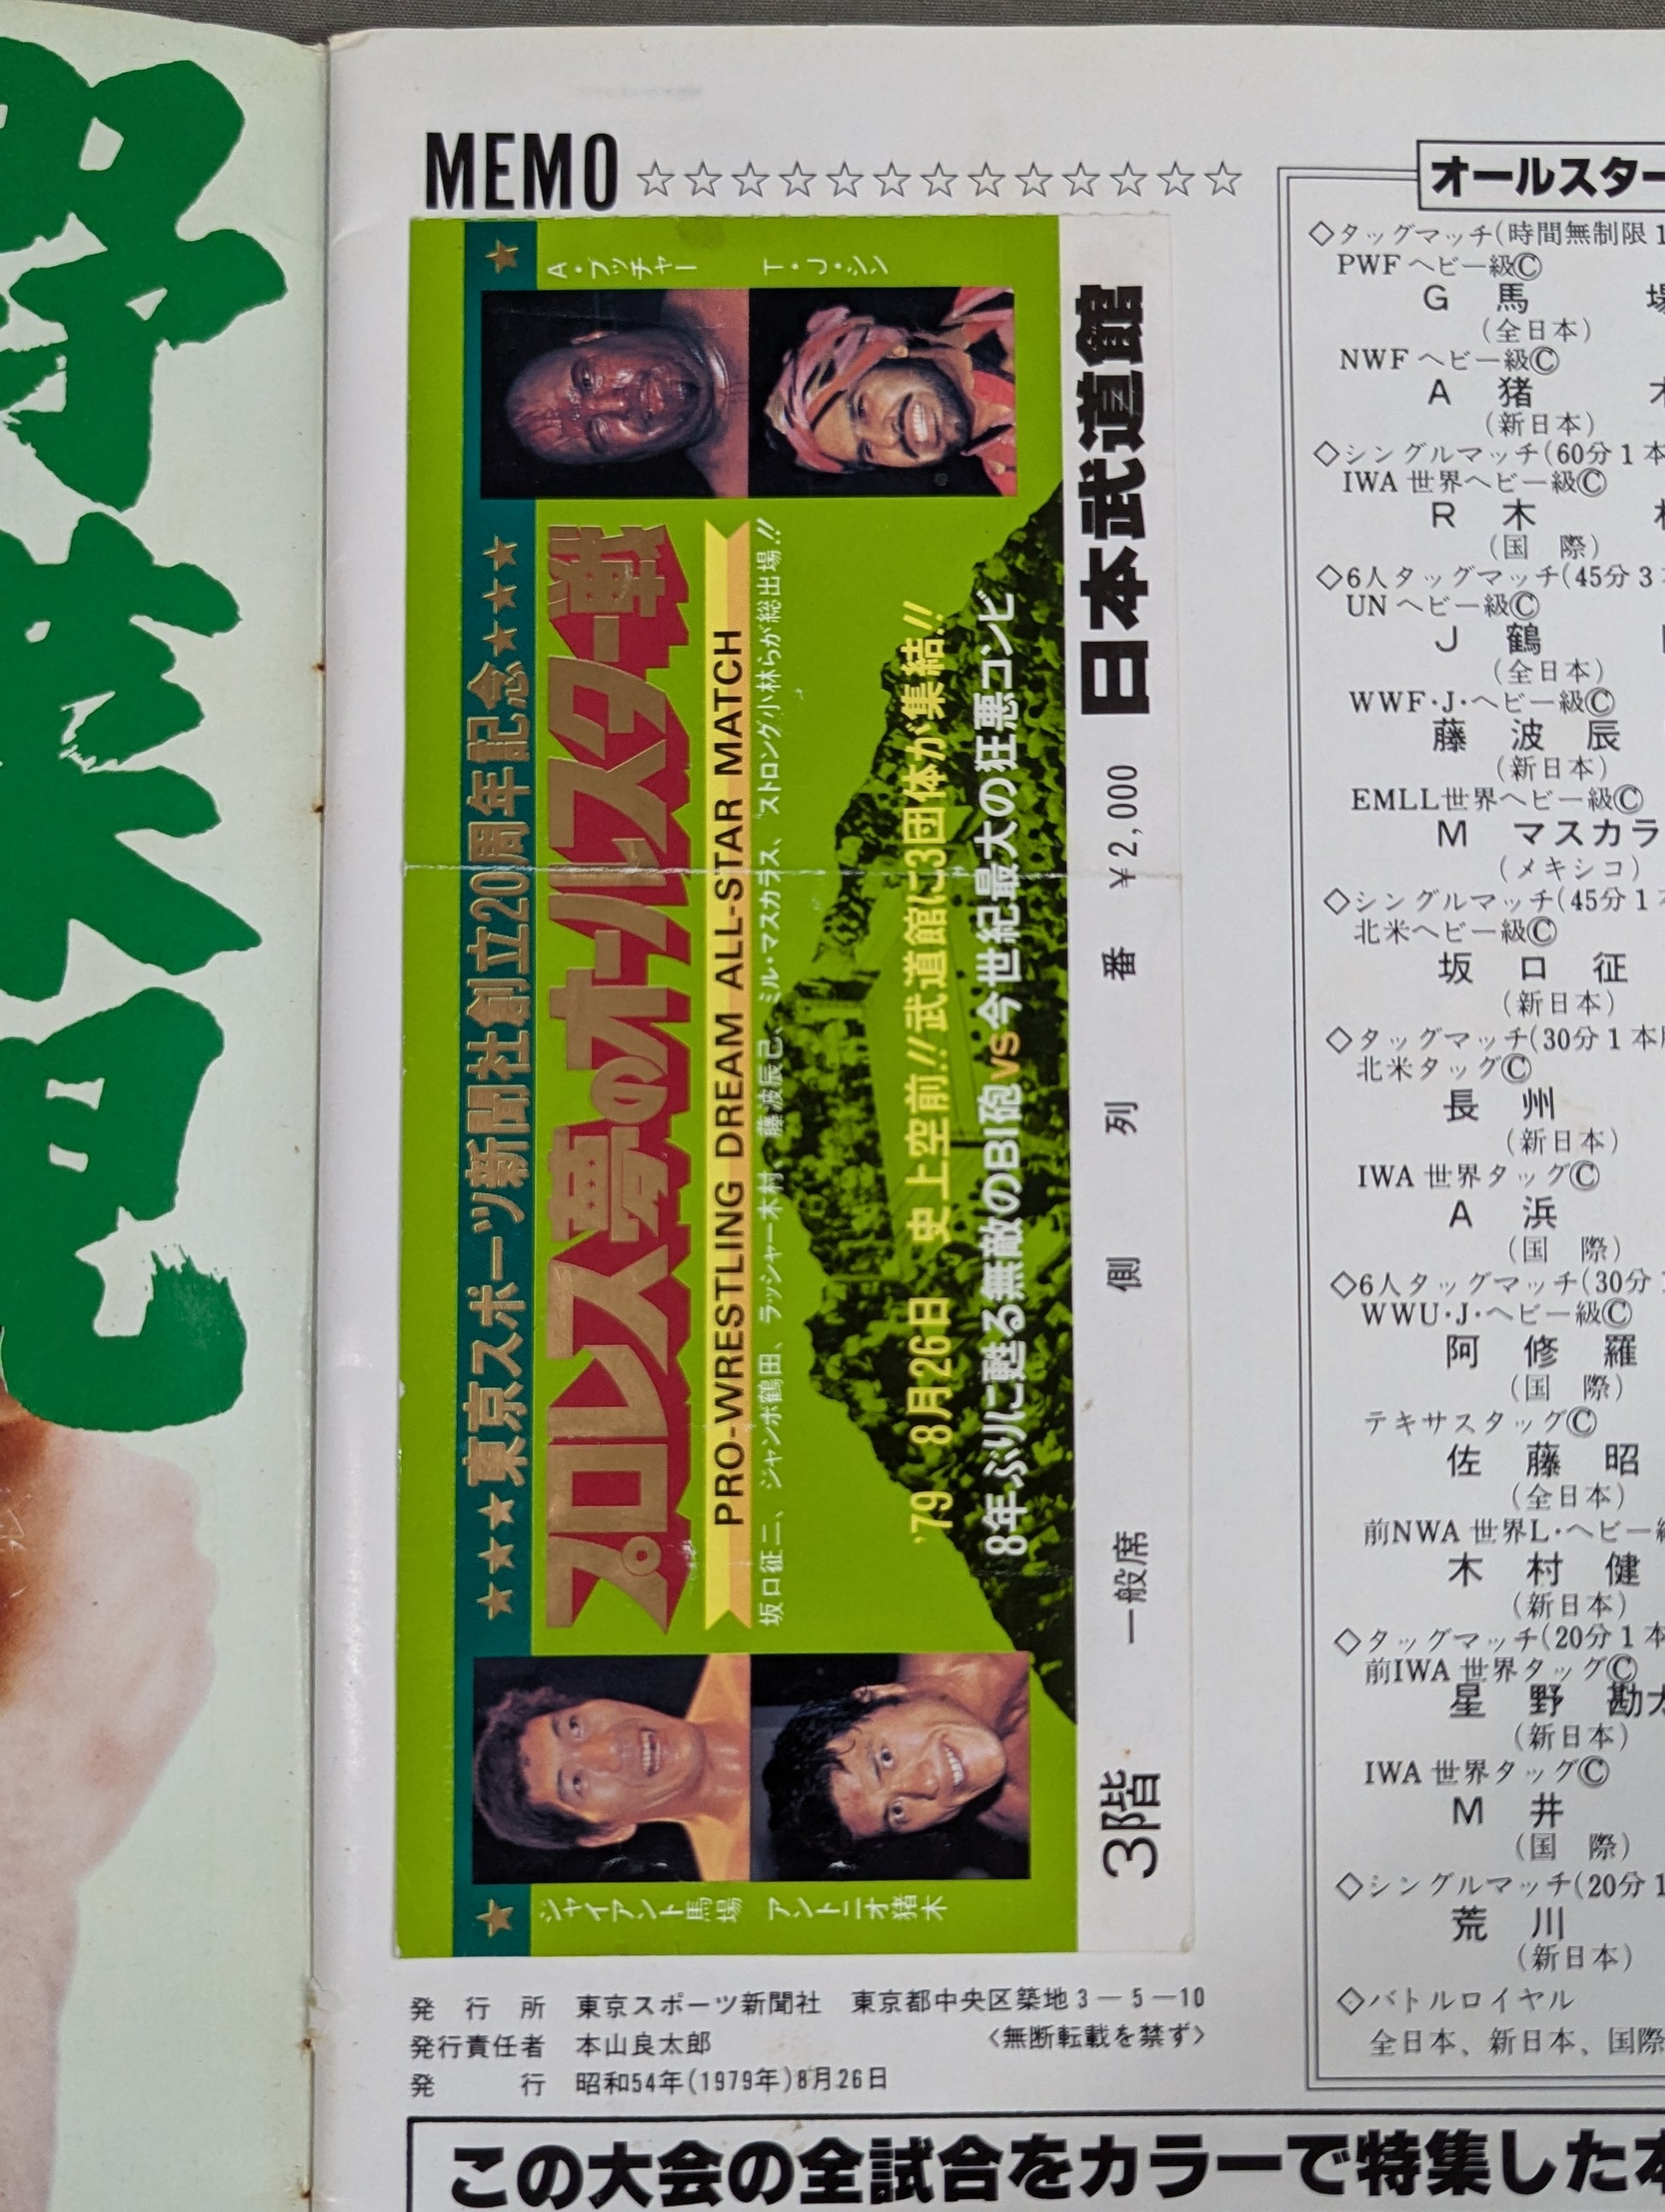 MEMO ☆☆☆☆☆☆☆☆☆☆☆☆☆
★★★★東京スポーツ新聞社創立20周年記念★★★★
プロレス夢のオールスター戦
PRO-WRESTLING DREAM ALL-STAR MATCH
坂口征二、ジャンボ鶴田、ラッシャー木村、藤波辰己、ミル・マスカラス、ストロング小林らが総出場!!
'79 8月26日 史上空前!!武道館に3団体が集結!!
8年ぶりに甦る無敵のBI砲vs今世紀最大の狂悪コンビ
ジャイアント馬場
アントニオ猪木
A・ブッチャー
T・J・シン
3階 一般席 側 列 番 ¥2,000 日本武道館
発行所 東京スポーツ新聞社 東京都中央区築地3－5－10
発行責任者 本山良太郎 〈無断転載を禁ず〉
発行 昭和54年(1979年)8月26日
この大会の全試合をカラーで特集した本
オールスター
◇タッグマッチ(時間無制限1
PWFヘビー級Ⓒ
G 馬 場
(全日本)
NWFヘビー級Ⓒ
A 猪 木
(新日本)
◇シングルマッチ(60分1本
IWA世界ヘビー級Ⓒ
R 木
(国 際)
◇6人タッグマッチ(45分3
UNヘビー級Ⓒ
J 鶴
(全日本)
WWF・J・ヘビー級Ⓒ
藤 波 辰
(新日本)
EMLL世界ヘビー級Ⓒ
M マスカラ
(メキシコ)
◇シングルマッチ(45分1本
北米ヘビー級Ⓒ
坂 口 征
(新日本)
◇タッグマッチ(30分1本
北米タッグⒸ
長 州
(新日本)
IWA世界タッグⒸ
A 浜
(国 際)
◇6人タッグマッチ(30分
WWU・J・ヘビー級Ⓒ
阿 修 羅
(国 際)
テキサスタッグⒸ
佐 藤 昭
(全日本)
前NWA世界L・ヘビー級
木 村 健
(新日本)
◇タッグマッチ(20分1本
前IWA世界タッグⒸ
星 野 勘太
(新日本)
IWA世界タッグⒸ
M 井
(国 際)
◇シングルマッチ(20分1
荒 川
(新日本)
◇バトルロイヤル
全日本、新日本、国際